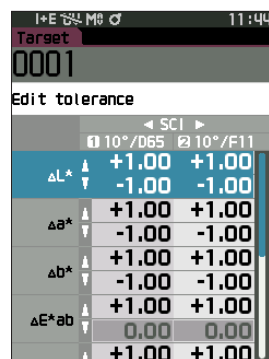 I+E M0 ♂ 11:44
Target
0001
Edit tolerance
◄ SCI ►
1 10°/D65 2 10°/F11
ΔL* +1.00 +1.00
-1.00 -1.00
Δa* +1.00 +1.00
-1.00 -1.00
Δb* +1.00 +1.00
-1.00 -1.00
ΔE*ab +1.00 +1.00
0.00 0.00
+1.00 +1.00